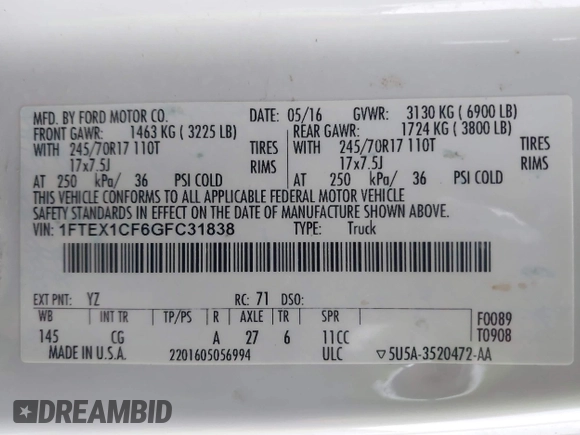 MFD. BY FORD MOTOR CO. DATE: 05/16 GVWR: 3130 KG ( 6900 LB)
FRONT GAWR: 1463 KG ( 3225 LB) REAR GAWR: 1724 KG ( 3800 LB)
WITH 245/70R17 110T TIRES WITH 245/70R17 110T TIRES
17x7.5J RIMS 17x7.5J RIMS
AT 250 kPa/ 36 PSI COLD AT 250 kPa/ 36 PSI COLD
THIS VEHICLE CONFORMS TO ALL APPLICABLE FEDERAL MOTOR VEHICLE
SAFETY STANDARDS IN EFFECT ON THE DATE OF MANUFACTURE SHOWN ABOVE.
VIN: 1FTEX1CF6GFC31838 TYPE: Truck
EXT PNT: YZ RC: 71 DSO:
WB INT TR TP/PS R AXLE TR SPR F0089
145 CG A 27 6 11CC T0908
MADE IN U.S.A. 2201605056994 ULC ▽5U5A-3520472-AA
DREAMBID